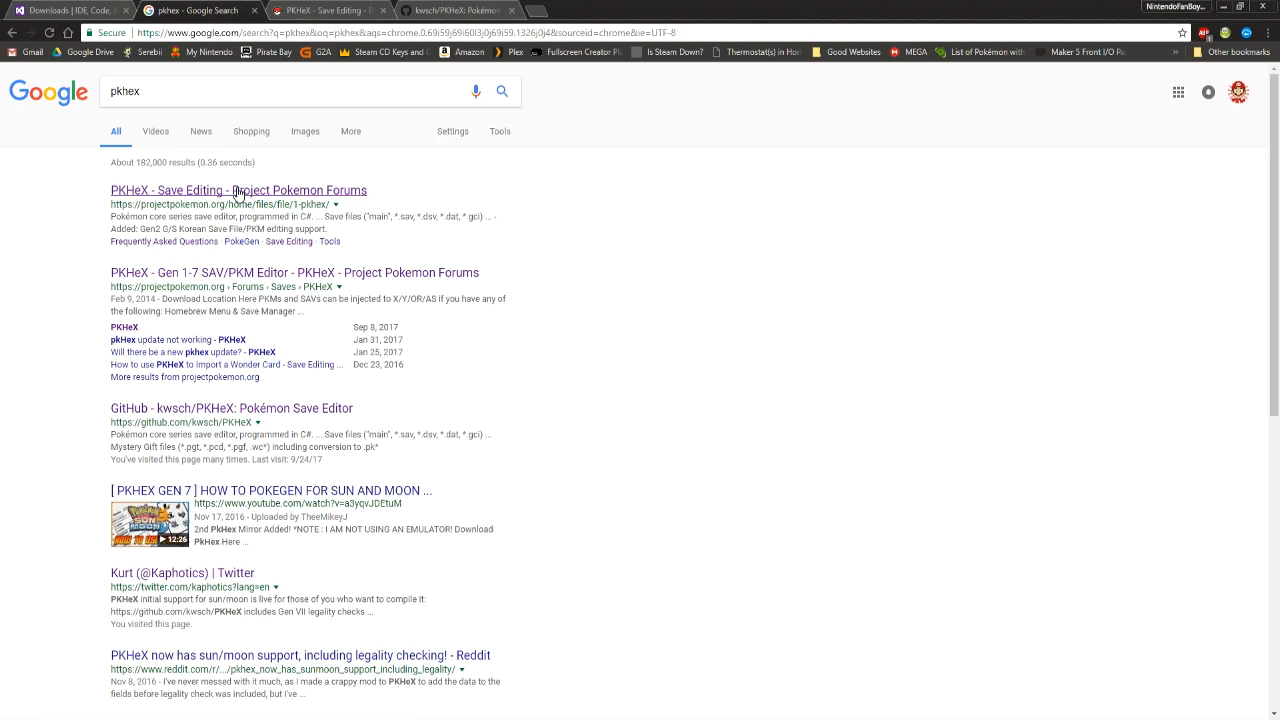 Downloads | IDE, Code, pkhex - Google Search PKHeX - Save Editing - P kwsch/PKHeX: Pokémon NintendoFanBoy...
Secure https://www.google.com/search?q=pkhex&oq=pkhex&aqs=chrome.0.69i59j69i60l3j0j69i59.1326j0j4&sourceid=chrome&ie=UTF-8
Gmail Google Drive Serebii My Nintendo Pirate Bay G2A Steam CD Keys and C Amazon Plex Fullscreen Creator Pl Is Steam Down? Thermostat(s) in Hom Good Websites MEGA List of Pokémon with Maker 5 Front I/O Pa » Other bookmarks
Google pkhex
All Videos News Shopping Images More Settings Tools
About 182,000 results (0.36 seconds)
PKHeX - Save Editing - Project Pokemon Forums
https://projectpokemon.org/home/files/file/1-pkhex/
Pokémon core series save editor, programmed in C#. ... Save files ("main", *.sav, *.dsv, *.dat, *.gci) ... -
Added: Gen2 G/S Korean Save File/PKM editing support.
Frequently Asked Questions · PokeGen · Save Editing · Tools
PKHeX - Gen 1-7 SAV/PKM Editor - PKHeX - Project Pokemon Forums
https://projectpokemon.org › Forums › Saves › PKHeX
Feb 9, 2014 - Download Location Here PKMs and SAVs can be injected to X/Y/OR/AS if you have any of
the following: Homebrew Menu & Save Manager ...
PKHeX Sep 8, 2017
pkHex update not working - PKHeX Jan 31, 2017
Will there be a new pkhex update? - PKHeX Jan 25, 2017
How to use PKHeX to Import a Wonder Card - Save Editing ... Dec 23, 2016
More results from projectpokemon.org
GitHub - kwsch/PKHeX: Pokémon Save Editor
https://github.com/kwsch/PKHeX
Pokémon core series save editor, programmed in C#. ... Save files ("main", *.sav, *.dsv, *.dat, *.gci) ...
Mystery Gift files (*.pgt, *.pcd, *.pgf, .wc*) including conversion to .pk*
You've visited this page many times. Last visit: 9/24/17
[ PKHEX GEN 7 ] HOW TO POKEGEN FOR SUN AND MOON ...
https://www.youtube.com/watch?v=a3yqvJDEtuM
Nov 17, 2016 - Uploaded by TheeMikeyJ
2nd PkHex Mirror Added! *NOTE : I AM NOT USING AN EMULATOR! Download
PkHex Here ...
12:26
Kurt (@Kaphotics) | Twitter
https://twitter.com/kaphotics?lang=en
PKHeX initial support for sun/moon is live for those of you who want to compile it:
https://github.com/kwsch/PKHeX includes Gen VII legality checks ...
You visited this page.
PKHeX now has sun/moon support, including legality checking! - Reddit
https://www.reddit.com/r/.../pkhex_now_has_sunmoon_support_including_legality/
Nov 8, 2016 - I've never messed with it much, as I made a crappy mod to PKHeX to add the data to the
fields before legality check was included, but I've ...